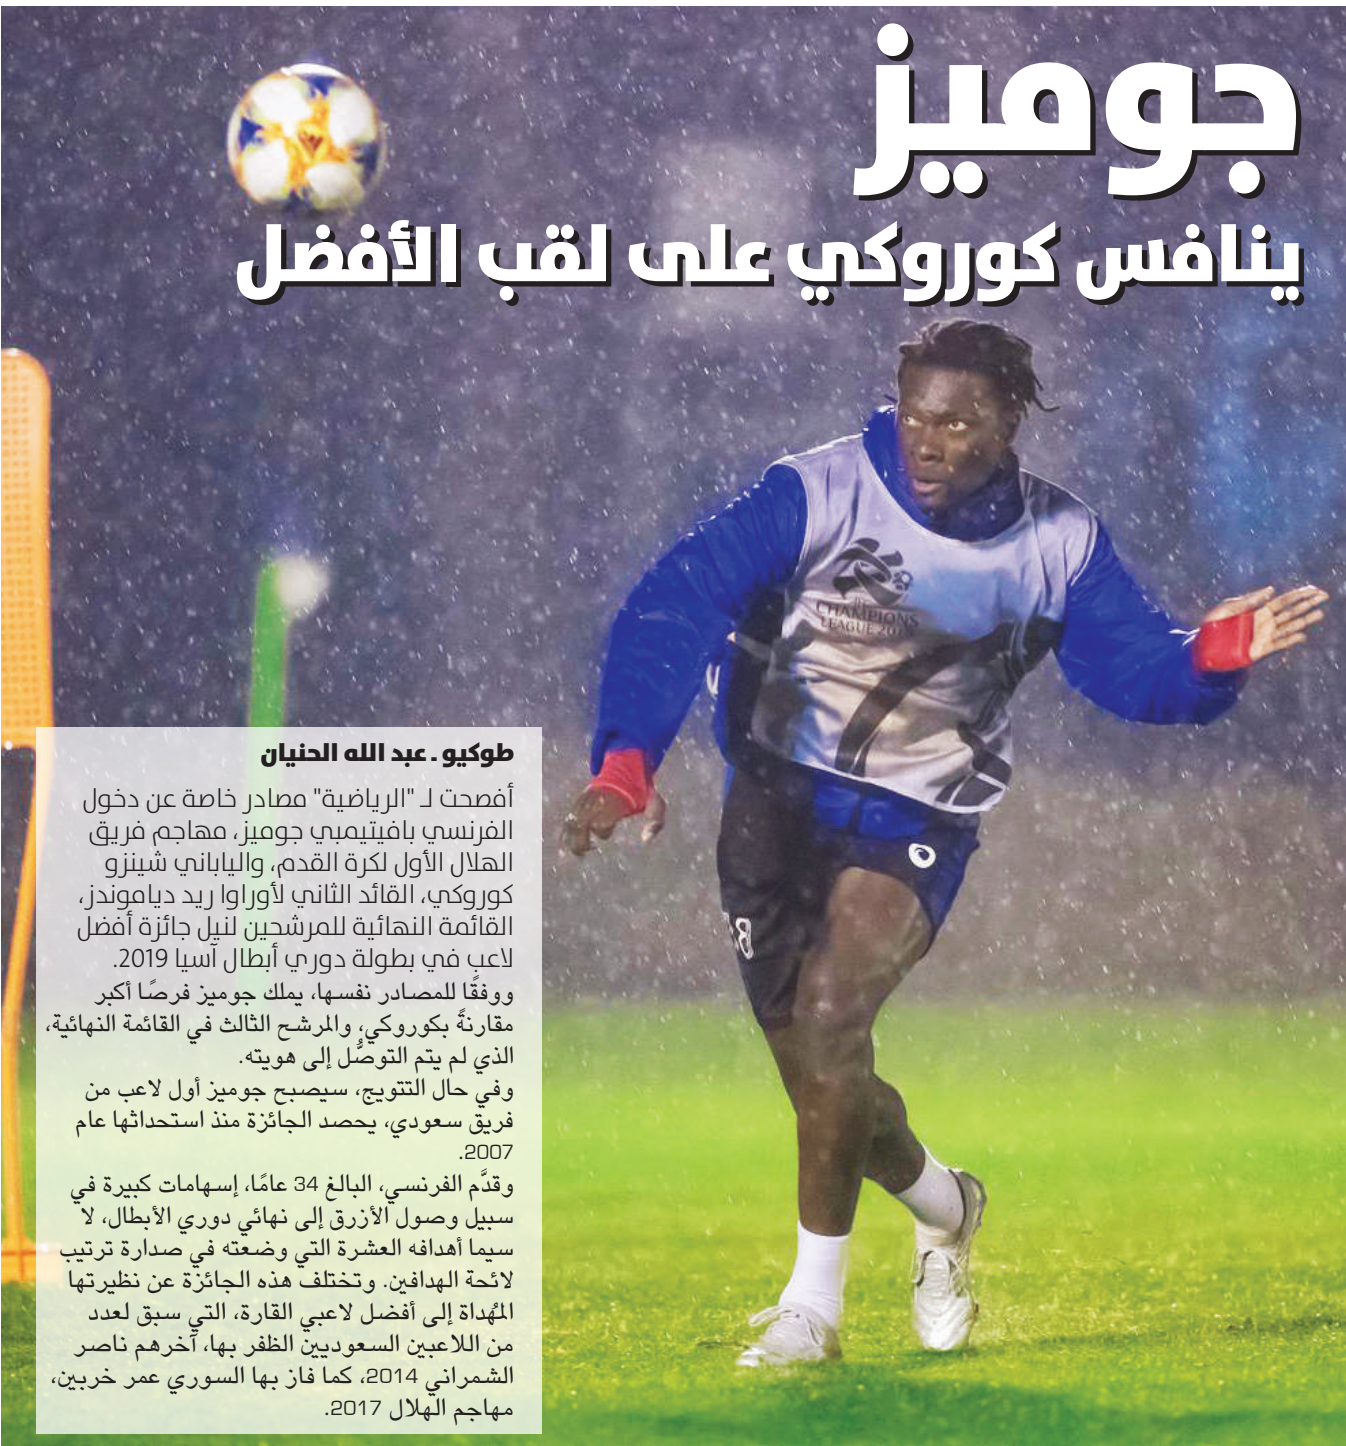 جوميز
ينافس كوروكي على لقب الأفضل
CHAMPIONS
LEAGUE
طوكيو ـ عبد الله الحنيان
أفصحت لـ "الرياضية" مصادر خاصة عن دخول
الفرنسي بافيتيمبي جوميز، مهاجم فريق
الهلال الأول لكرة القدم، والياباني شينزو
كوروكي، القائد الثاني لأوراوا ريد دياموندز،
القائمة النهائية للمرشحين لنيل جائزة أفضل
لاعب في بطولة دوري أبطال آسيا 2019.
ووفقًا للمصادر نفسها، يملك جوميز فرصًا أكبر
مقارنةً بكوروكي، والمرشح الثالث في القائمة النهائية،
الذي لم يتم التوصُّل إلى هويته.
وفي حال التتويج، سيصبح جوميز أول لاعب من
فريق سعودي، يحصد الجائزة منذ استحداثها عام
2007.
وقدَّم الفرنسي، البالغ 34 عامًا، إسهامات كبيرة في
سبيل وصول الأزرق إلى نهائي دوري الأبطال، لا
سيما أهدافه العشرة التي وضعته في صدارة ترتيب
لائحة الهدافين. وتختلف هذه الجائزة عن نظيرتها
المُهداة إلى أفضل لاعبي القارة، التي سبق لعدد
من اللاعبين السعوديين الظفر بها، آخرهم ناصر
الشمراني 2014، كما فاز بها السوري عمر خربين،
مهاجم الهلال 2017.